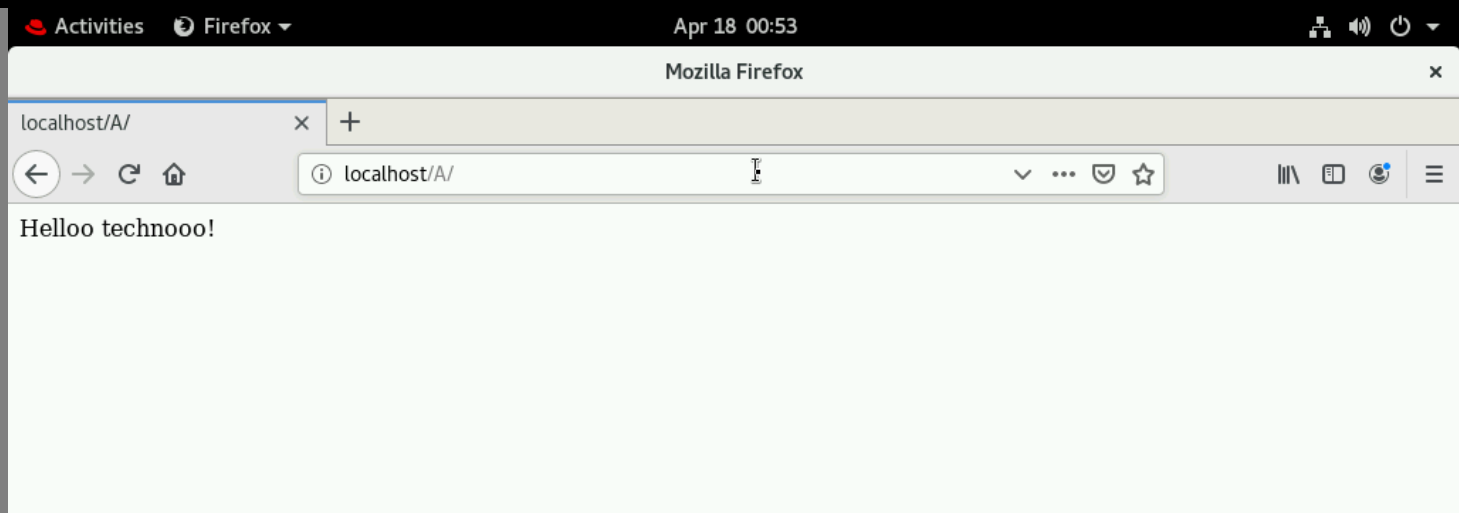 Activities Firefox Apr 18 00:53
Mozilla Firefox
localhost/A/
localhost/A/
Helloo technooo!